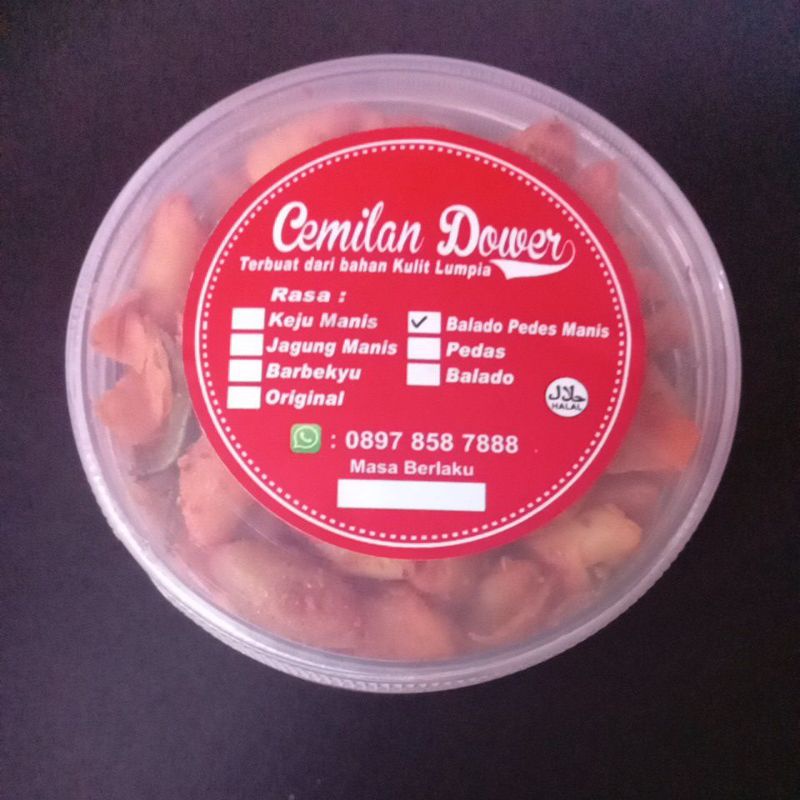 Cemilan Dower
Terbuat dari bahan Kulit Lumpia
Rasa :
Keju Manis
Jagung Manis
Barbekyu
Original
Balado Pedes Manis
Pedas
Balado
حلال
HALAL
: 0897 858 7888
Masa Berlaku